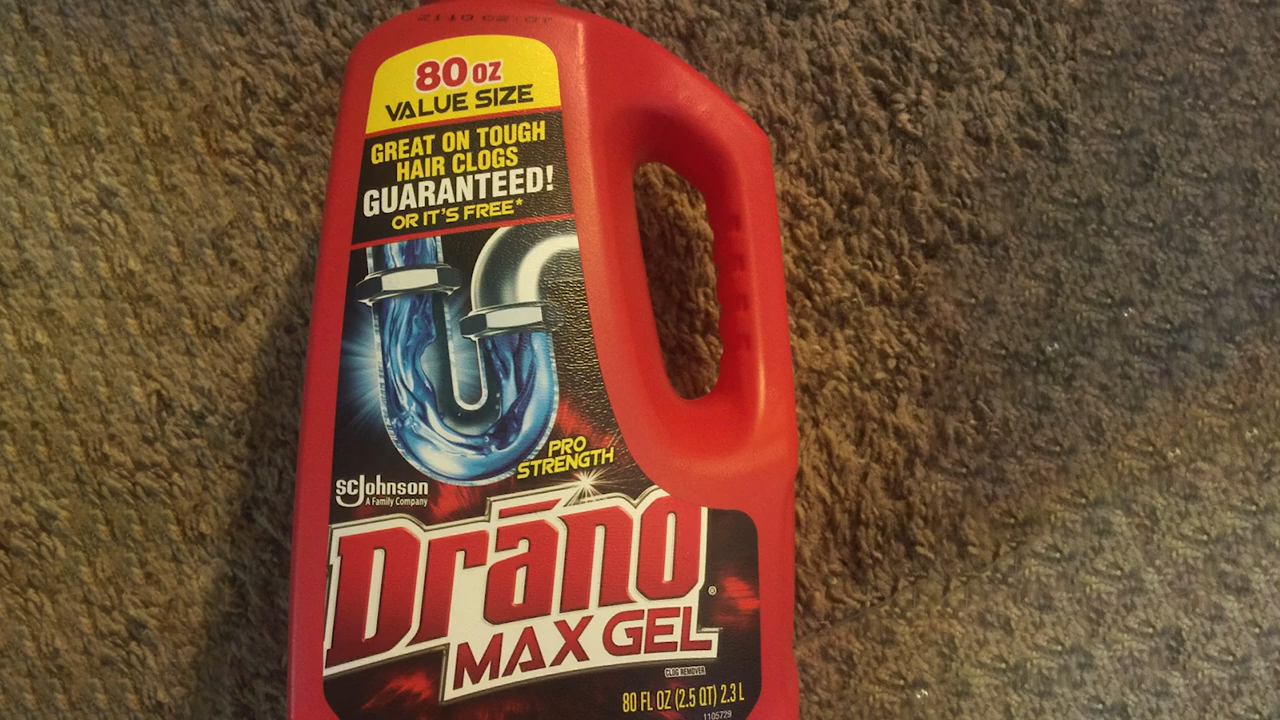 80 OZ
VALUE SIZE
GREAT ON TOUGH
HAIR CLOGS
GUARANTEED!
OR IT'S FREE*
PRO
STRENGTH
SC Johnson
A Family Company
Drāno®
MAX GEL
CLOG REMOVER
80 FL OZ (2.5 QT) 2.3 L
1105729